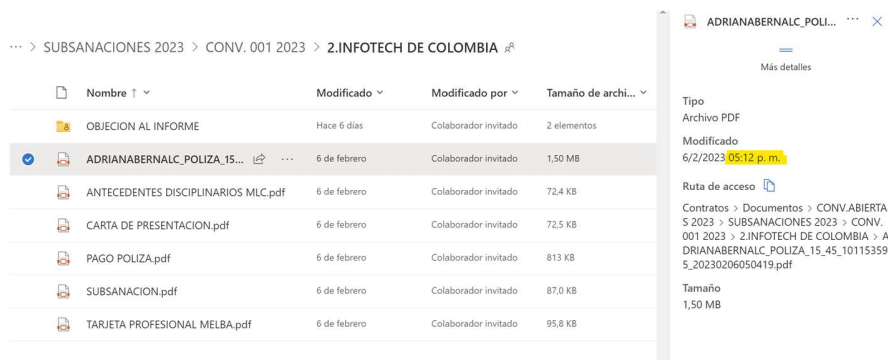 ··· > SUBSANACIONES 2023 > CONV. 001 2023 > 2.INFOTECH DE COLOMBIA
Nombre ↑ Modificado Modificado por Tamaño de archi...
OBJECION AL INFORME Hace 6 días Colaborador invitado 2 elementos
ADRIANABERNALC_POLIZA_15... ··· 6 de febrero Colaborador invitado 1,50 MB
ANTECEDENTES DISCIPLINARIOS MLC.pdf 6 de febrero Colaborador invitado 72,4 KB
CARTA DE PRESENTACION.pdf 6 de febrero Colaborador invitado 72,5 KB
PAGO POLIZA.pdf 6 de febrero Colaborador invitado 813 KB
SUBSANACION.pdf 6 de febrero Colaborador invitado 87,0 KB
TARJETA PROFESIONAL MELBA.pdf 6 de febrero Colaborador invitado 95,8 KB
ADRIANABERNALC_POLI... ···
Más detalles
Tipo
Archivo PDF
Modificado
6/2/2023 05:12 p. m.
Ruta de acceso
Contratos > Documentos > CONV.ABIERTA
S 2023 > SUBSANACIONES 2023 > CONV.
001 2023 > 2.INFOTECH DE COLOMBIA > A
DRIANABERNALC_POLIZA_15_45_10115359
5_20230206050419.pdf
Tamaño
1,50 MB